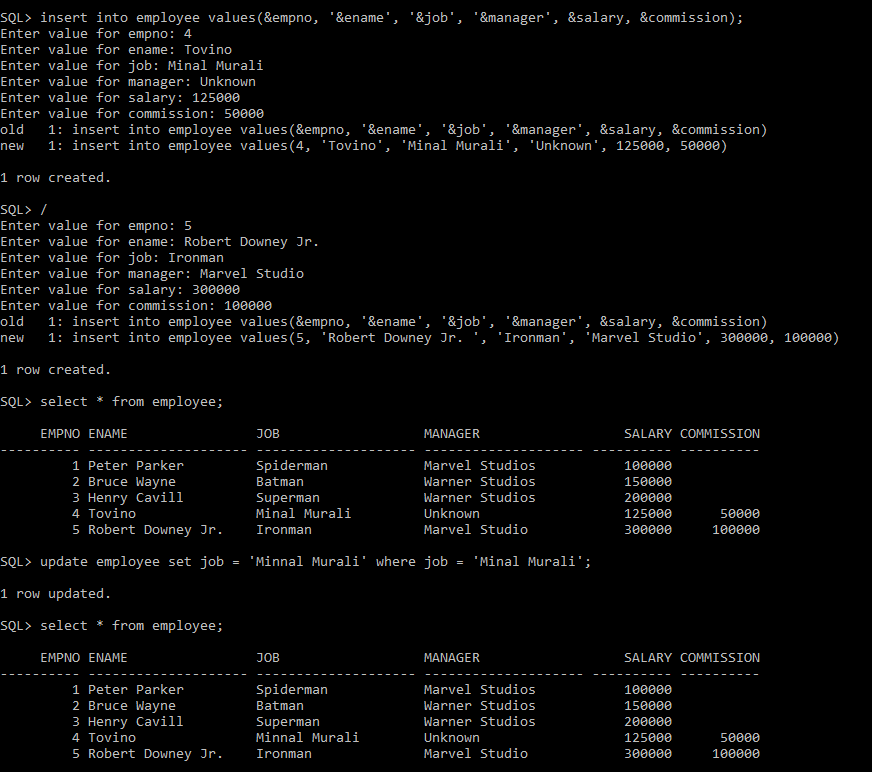 SQL> insert into employee values(&empno, '&ename', '&job', '&manager', &salary, &commission);
Enter value for empno: 4
Enter value for ename: Tovino
Enter value for job: Minal Murali
Enter value for manager: Unknown
Enter value for salary: 125000
Enter value for commission: 50000
old   1: insert into employee values(&empno, '&ename', '&job', '&manager', &salary, &commission)
new   1: insert into employee values(4, 'Tovino', 'Minal Murali', 'Unknown', 125000, 50000)

1 row created.

SQL> /
Enter value for empno: 5
Enter value for ename: Robert Downey Jr.
Enter value for job: Ironman
Enter value for manager: Marvel Studio
Enter value for salary: 300000
Enter value for commission: 100000
old   1: insert into employee values(&empno, '&ename', '&job', '&manager', &salary, &commission)
new   1: insert into employee values(5, 'Robert Downey Jr. ', 'Ironman', 'Marvel Studio', 300000, 100000)

1 row created.

SQL> select * from employee;

     EMPNO ENAME                JOB                  MANAGER                  SALARY COMMISSION
---------- -------------------- -------------------- -------------------- ---------- ----------
         1 Peter Parker         Spiderman            Marvel Studios           100000
         2 Bruce Wayne          Batman               Warner Studios           150000
         3 Henry Cavill         Superman             Warner Studios           200000
         4 Tovino               Minal Murali         Unknown                  125000      50000
         5 Robert Downey Jr.    Ironman              Marvel Studio            300000     100000

SQL> update employee set job = 'Minnal Murali' where job = 'Minal Murali';

1 row updated.

SQL> select * from employee;

     EMPNO ENAME                JOB                  MANAGER                  SALARY COMMISSION
---------- -------------------- -------------------- -------------------- ---------- ----------
         1 Peter Parker         Spiderman            Marvel Studios           100000
         2 Bruce Wayne          Batman               Warner Studios           150000
         3 Henry Cavill         Superman             Warner Studios           200000
         4 Tovino               Minnal Murali        Unknown                  125000      50000
         5 Robert Downey Jr.    Ironman              Marvel Studio            300000     100000